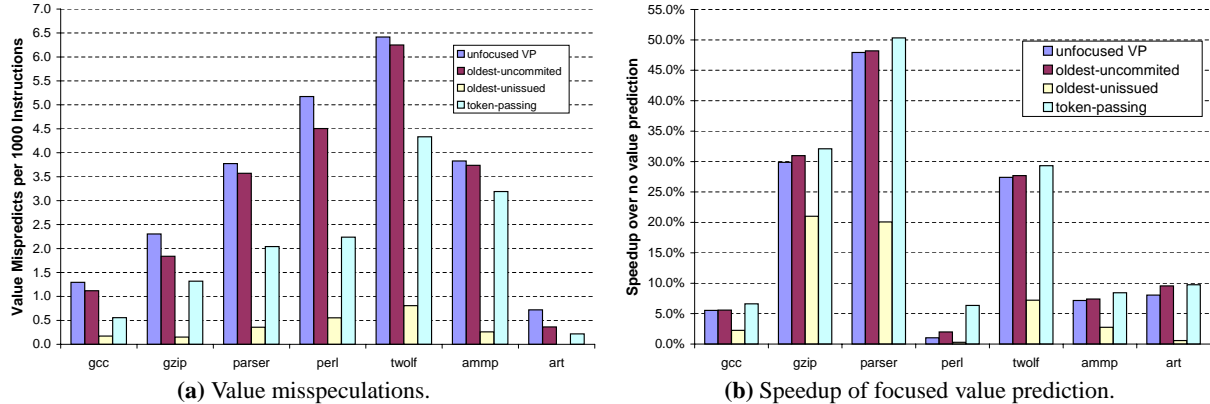 7.0
6.5
6.0
5.5
5.0
4.5
4.0
3.5
3.0
2.5
2.0
1.5
1.0
0.5
0.0
Value Mispredicts per 1000 Instructions
unfocused VP
oldest-uncommited
oldest-unissued
token-passing
gcc gzip parser perl twolf ammp art
(a) Value misspeculations.
55.0%
50.0%
45.0%
40.0%
35.0%
30.0%
25.0%
20.0%
15.0%
10.0%
5.0%
0.0%
Speedup over no value prediction
unfocused VP
oldest-uncommited
oldest-unissued
token-passing
gcc gzip parser perl twolf ammp art
(b) Speedup of focused value prediction.